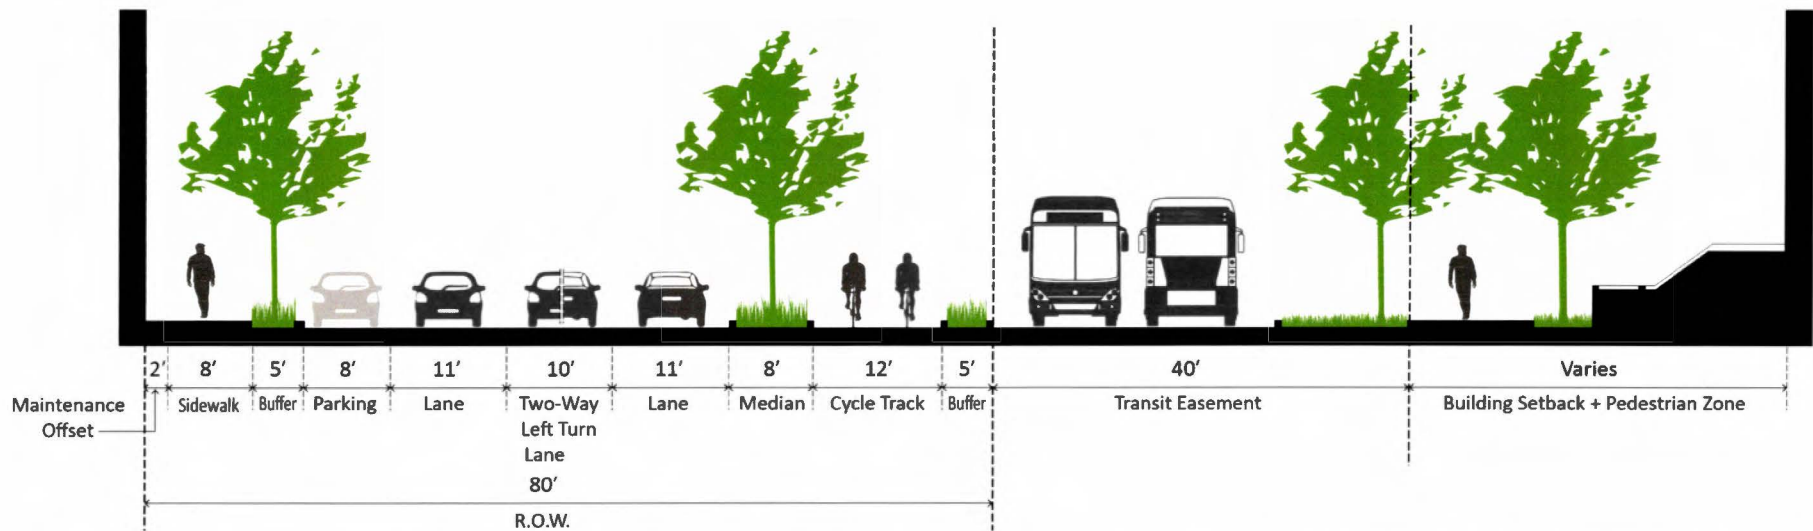 2' 8' 5' 8' 11' 10' 11' 8' 12' 5' 40' Varies
Maintenance Offset
Sidewalk
Buffer
Parking
Lane
Two-Way
Left Turn
Lane
Lane
Median
Cycle Track
Buffer
Transit Easement
Building Setback + Pedestrian Zone
80'
R.O.W.